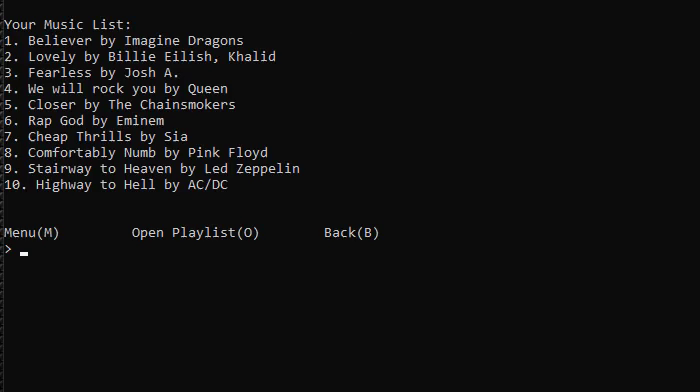 Your Music List:
1. Believer by Imagine Dragons
2. Lovely by Billie Eilish, Khalid
3. Fearless by Josh A.
4. We will rock you by Queen
5. Closer by The Chainsmokers
6. Rap God by Eminem
7. Cheap Thrills by Sia
8. Comfortably Numb by Pink Floyd
9. Stairway to Heaven by Led Zeppelin
10. Highway to Hell by AC/DC
Menu(M) Open Playlist(O) Back(B)
> _